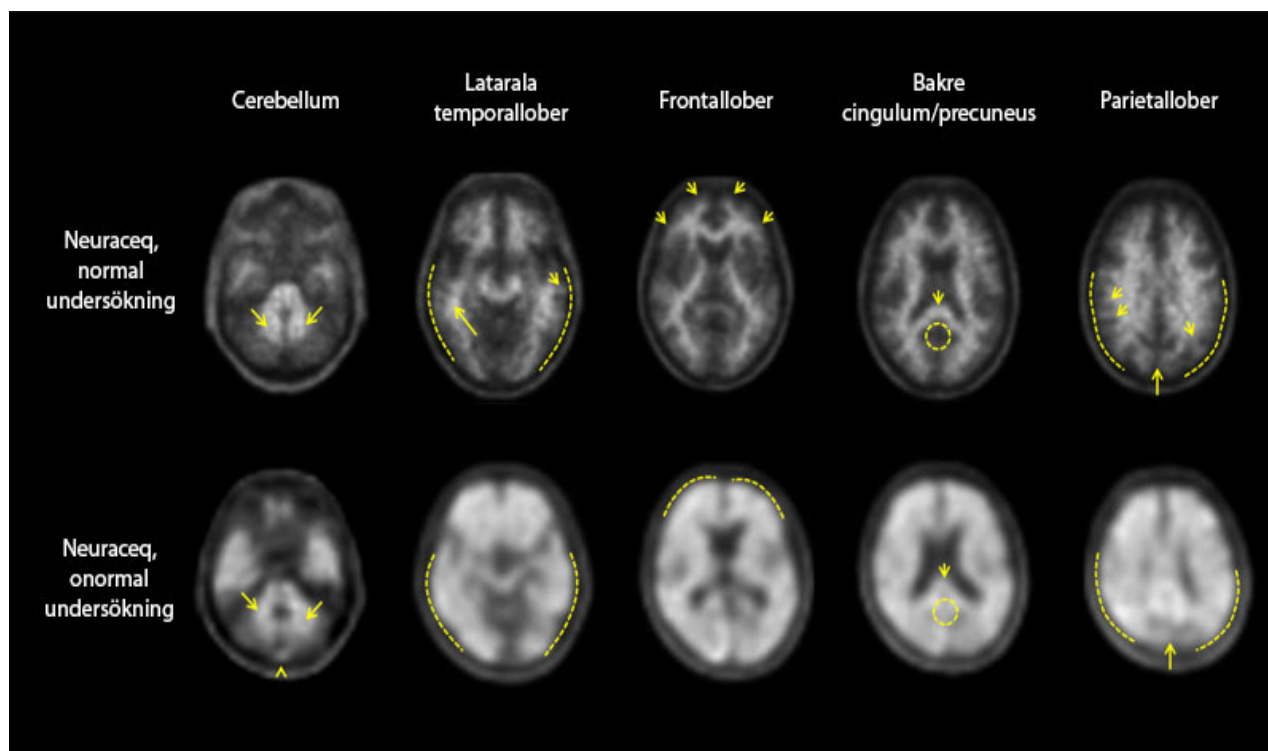 Cerebellum
Latarala
temporallober
Frontallober
Bakre
cingulum/precuneus
Parietallober
Neuraceq,
normal
undersökning
Neuraceq,
onormal
undersökning